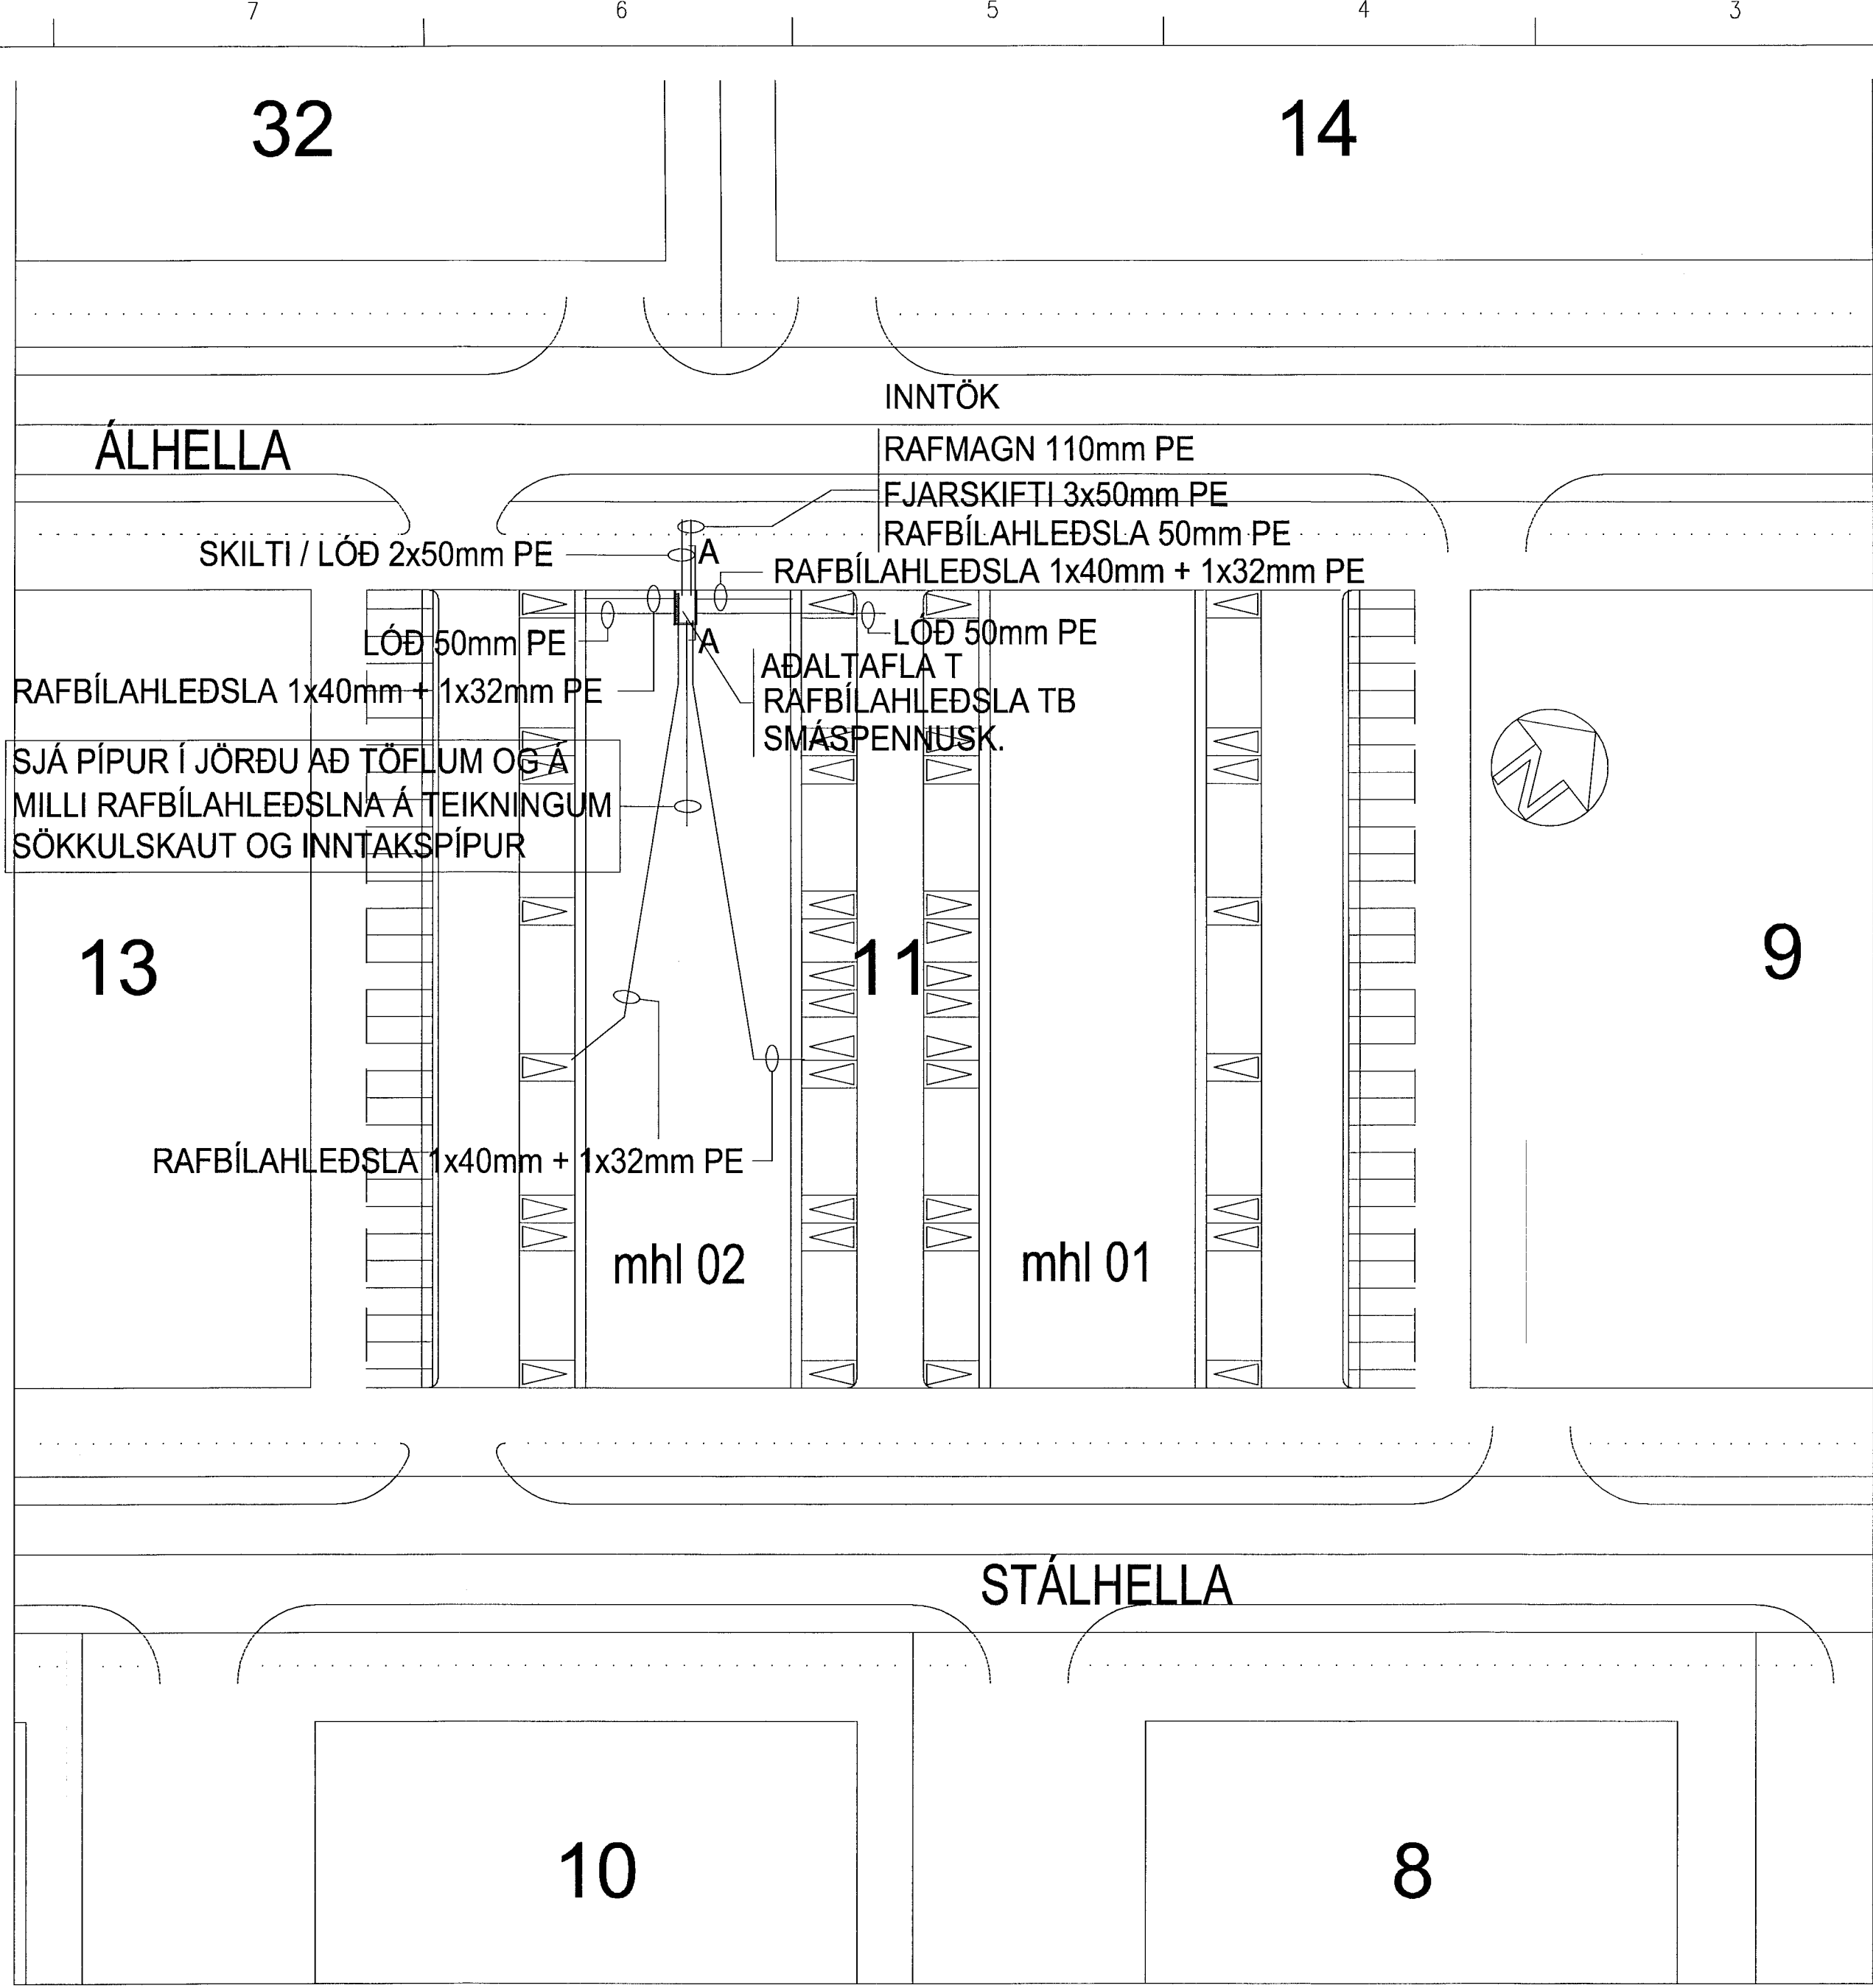 7 6 5 4 3
32 14
INNTÖK
ÁLHELLA
RAFMAGN 110mm PE
FJARSKIFTI 3x50mm PE
RAFBÍLAHLEÐSLA 50mm PE
SKILTI / LÓÐ 2x50mm PE
A
RAFBÍLAHLEÐSLA 1x40mm + 1x32mm PE
LÓÐ 50mm PE
A
LÓÐ 50mm PE
AÐALTAFLA T
RAFBÍLAHLEÐSLA TB
SMÁSPENNUSK.
RAFBÍLAHLEÐSLA 1x40mm + 1x32mm PE
SJÁ PÍPUR Í JÖRÐU AÐ TÖFLUM OG Á
MILLI RAFBÍLAHLEÐSLNA Á TEIKNINGUM
SÖKKULSKAUT OG INNTAKSPÍPUR
N
13 11 9
RAFBÍLAHLEÐSLA 1x40mm + 1x32mm PE
mhl 02 mhl 01
STÁLHELLA
10 8